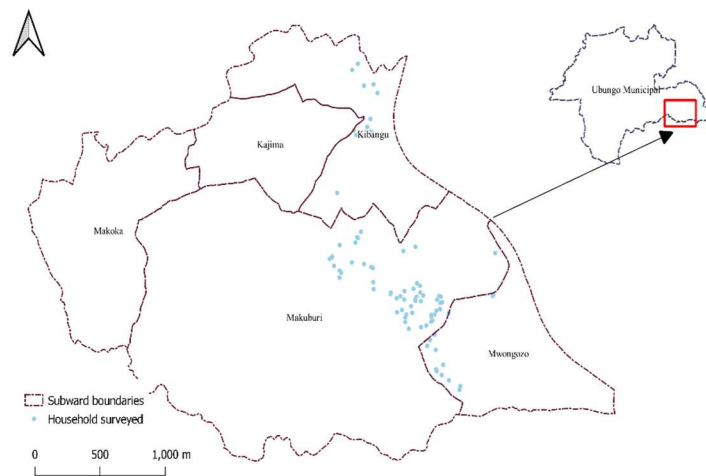 Ubungo Municipal
Kibangu
Kajima
Makoka
Makuburi
Mwongozo
Subward boundaries
Household surveyed
0 500 1,000 m